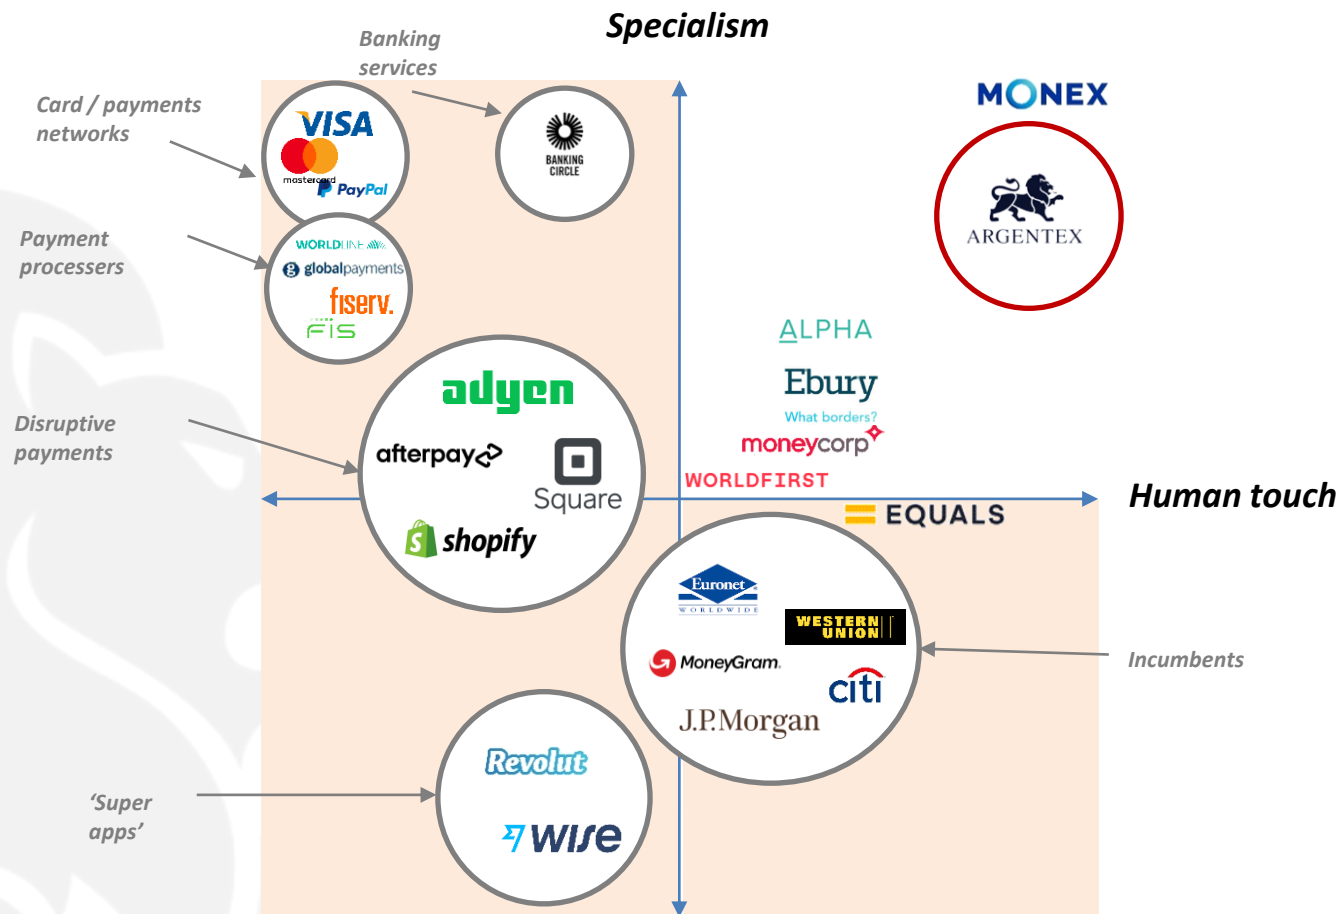 Specialism
Banking
services
MONEX
Card / payments
networks
VISA
mastercard
PayPal
BANKING
CIRCLE
ARGENTEX
Payment
processers
WORLDLINE
globalpayments
fiserv.
FIS
ALPHA
Ebury
What borders?
moneycorp
WORLDFIRST
Disruptive
payments
adyen
afterpay
Square
shopify
Human touch
EQUALS
Euronet
WORLDWIDE
WESTERN
UNION
MoneyGram.
citi
J.P.Morgan
Incumbents
Revolut
WISE
‘Super
apps’